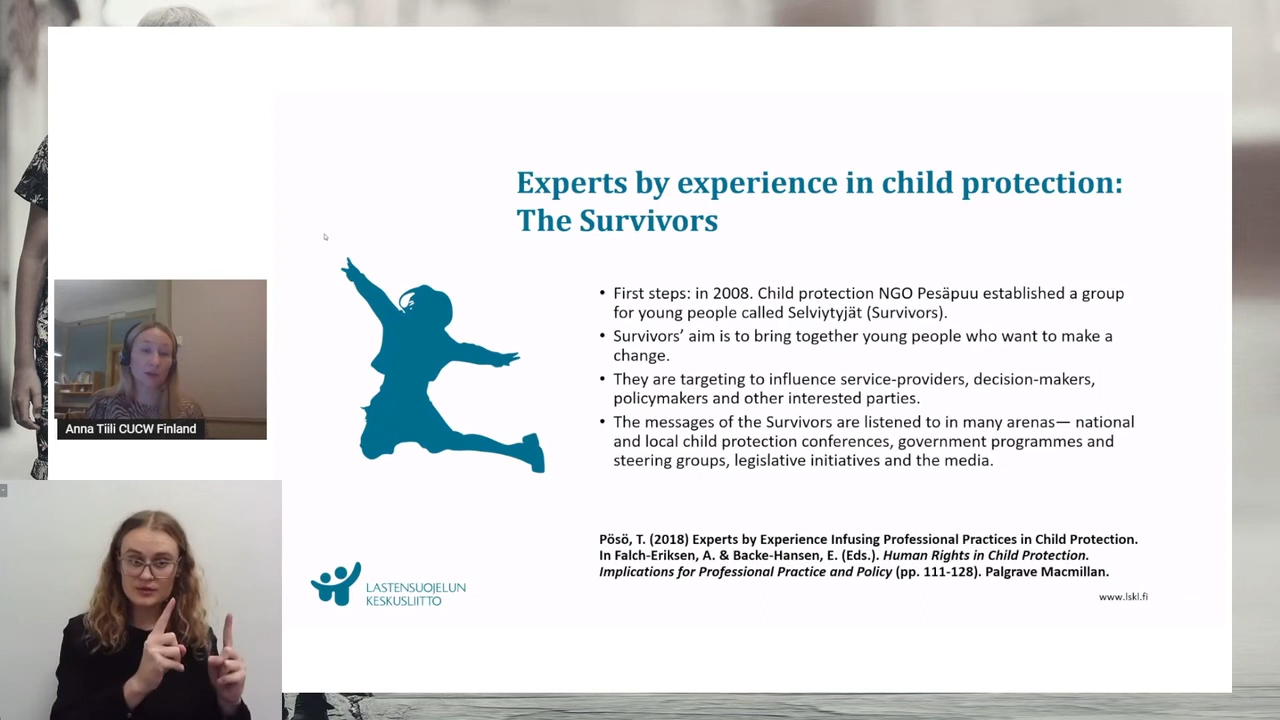 Experts by experience in child protection:
The Survivors
• First steps: in 2008. Child protection NGO Pesäpuu established a group
for young people called Selviytyjät (Survivors).
• Survivors’ aim is to bring together young people who want to make a
change.
• They are targeting to influence service-providers, decision-makers,
policymakers and other interested parties.
• The messages of the Survivors are listened to in many arenas— national
and local child protection conferences, government programmes and
steering groups, legislative initiatives and the media.
Anna Tiili CUCW Finland
Pösö, T. (2018) Experts by Experience Infusing Professional Practices in Child Protection.
In Falch-Eriksen, A. & Backe-Hansen, E. (Eds.). Human Rights in Child Protection.
Implications for Professional Practice and Policy (pp. 111-128). Palgrave Macmillan.
LASTENSUOJELUN
KESKUSLIITTO
www.lskl.fi